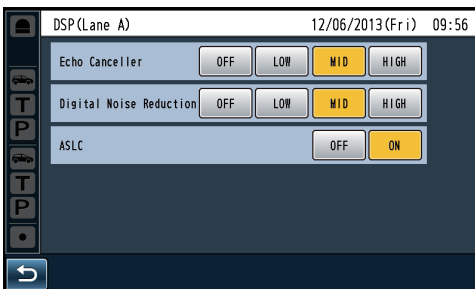 DSP(Lane A) 12/06/2013(Fri) 09:56
Echo Canceller OFF LOW MID HIGH
T
Digital Noise Reduction OFF LOW MID HIGH
P
ASLC OFF ON
T
P